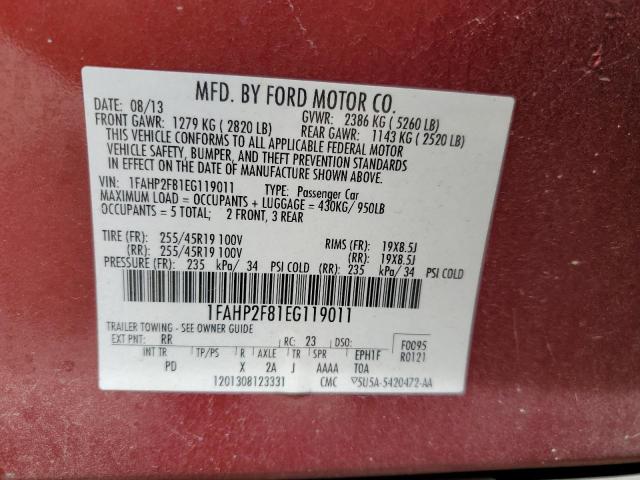 MFD. BY FORD MOTOR CO.
DATE: 08/13 GVWR: 2386 KG ( 5260 LB)
FRONT GAWR: 1279 KG ( 2820 LB) REAR GAWR: 1143 KG ( 2520 LB)
THIS VEHICLE CONFORMS TO ALL APPLICABLE FEDERAL MOTOR
VEHICLE SAFETY, BUMPER, AND THEFT PREVENTION STANDARDS
IN EFFECT ON THE DATE OF MANUFACTURE SHOWN ABOVE.
VIN: 1FAHP2F81EG119011 TYPE: Passenger Car
MAXIMUM LOAD = OCCUPANTS + LUGGAGE = 430KG/ 950LB
OCCUPANTS = 5 TOTAL; 2 FRONT, 3 REAR
TIRE (FR): 255/45R19 100V RIMS (FR): 19X8.5J
(RR): 255/45R19 100V (RR): 19X8.5J
PRESSURE (FR): 235 kPa/ 34 PSI COLD (RR): 235 kPa/ 34 PSI COLD
1FAHP2F81EG119011
TRAILER TOWING - SEE OWNER GUIDE
EXT PNT: RR RC: 23 DSO: F0095
INT TR TP/PS R AXLE TR SPR EPH1F R0121
PD X 2A J AAAA T0A
1201308123331 CMC 5U5A-5420472-AA